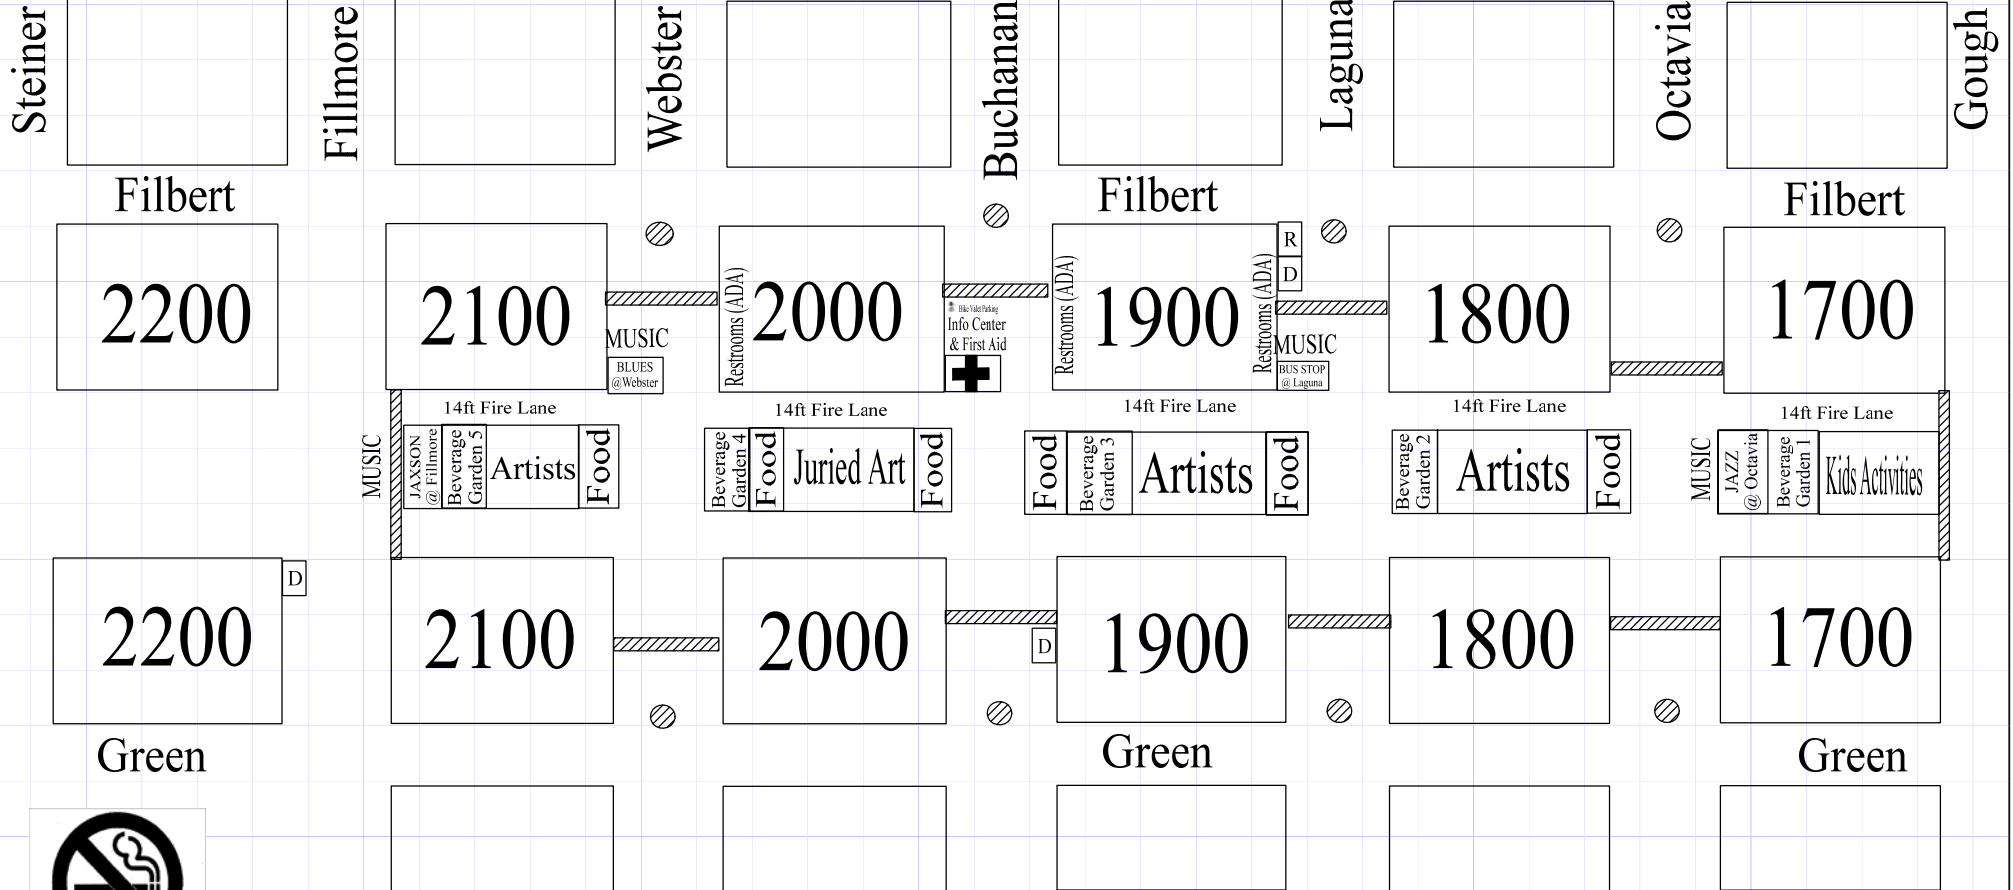 Steiner
Fillmore
Webster
Buchanan
Laguna
Octavia
Gough
Filbert
Filbert
Filbert
2200
2100
MUSIC
BLUES
@Webster
Restrooms (ADA)
2000
Bike Valet Parking
Info Center
& First Aid
Restrooms (ADA)
1900
Restrooms (ADA)
R
D
MUSIC
BUS STOP
@ Laguna
1800
1700
14ft Fire Lane
14ft Fire Lane
14ft Fire Lane
14ft Fire Lane
14ft Fire Lane
MUSIC
JAXSON
@ Fillmore
Beverage
Garden 5
Artists
Food
Beverage
Garden 4
Food
Juried Art
Food
Food
Beverage
Garden 3
Artists
Food
Beverage
Garden 2
Artists
Food
MUSIC
JAZZ
@ Octavia
Beverage
Garden 1
Kids Activities
2200
D
2100
2000
D
1900
1800
1700
Green
Green
Green